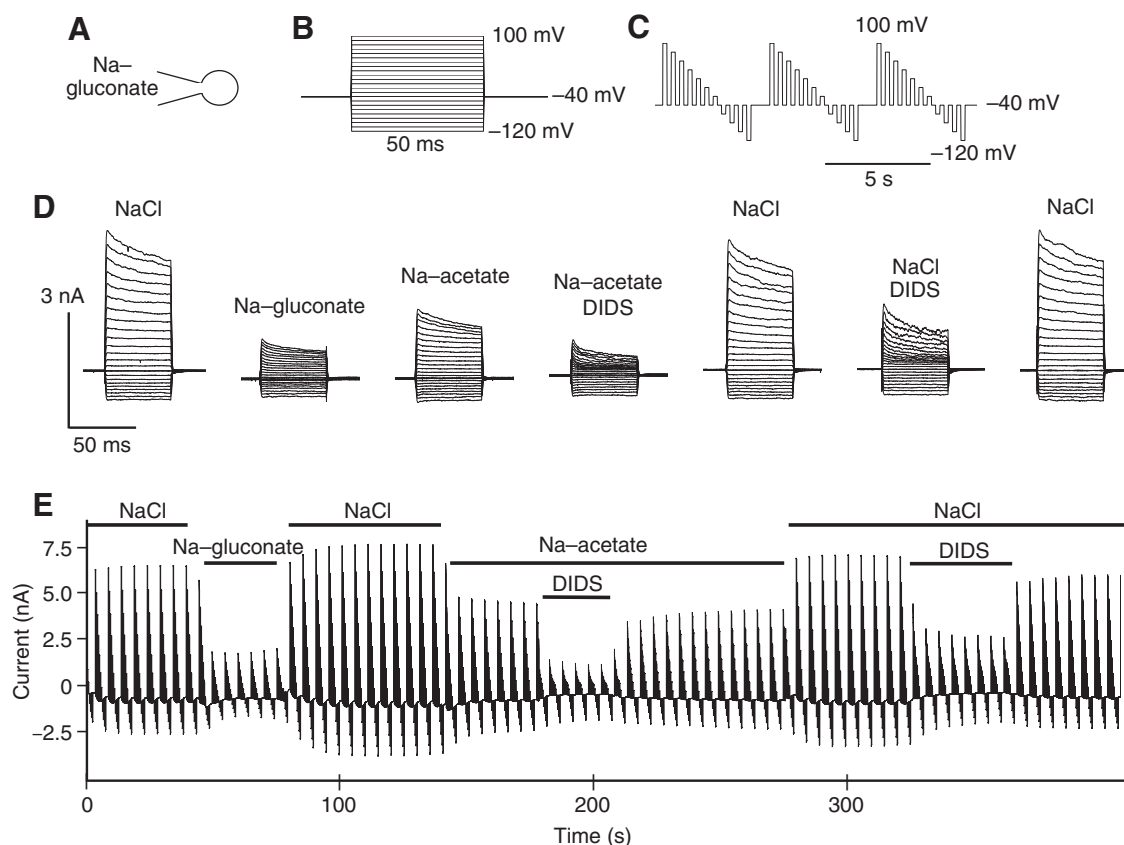 A
Na–
gluconate
B
100 mV
–40 mV
–120 mV
50 ms
C
100 mV
–40 mV
–120 mV
5 s
D
NaCl
Na–gluconate
Na–acetate
Na–acetate
DIDS
NaCl
NaCl
DIDS
NaCl
3 nA
50 ms
E
NaCl
Na–gluconate
NaCl
Na–acetate
DIDS
NaCl
DIDS
Current (nA)
7.5
5.0
2.5
0
–2.5
0
100
200
300
Time (s)